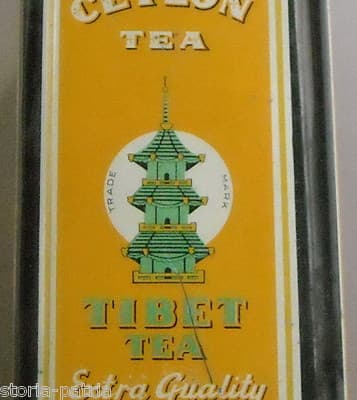 CEYLON
TEA
TRADE MARK
TIBET
TEA
Extra Quality
storia-patria